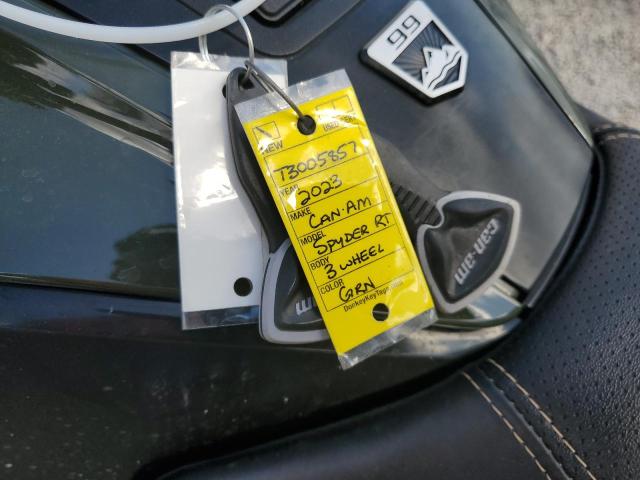 99
NEW
USED
T3005857
YEAR 2023
MAKE CAN-AM
MODEL SPYDER RT
BODY 3 WHEEL
COLOR GRN
DonkeyKeyTags.com
can-am